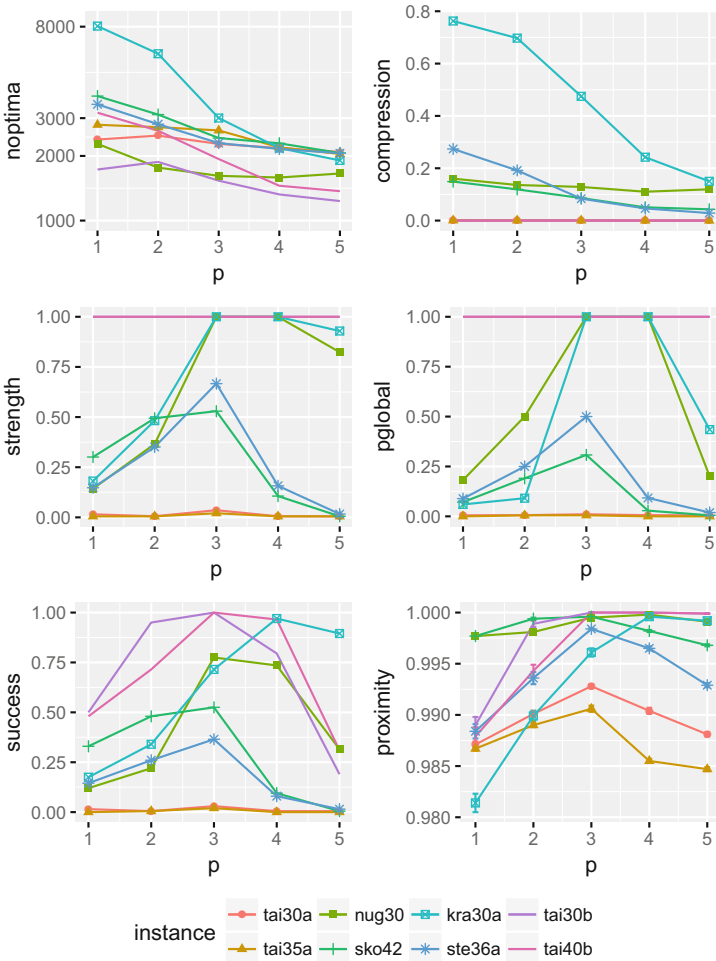 noptima
8000
3000
2000
1000
1 2 3 4 5
p
compression
0.8
0.6
0.4
0.2
0.0
1 2 3 4 5
p
strength
1.00
0.75
0.50
0.25
0.00
1 2 3 4 5
p
pglobal
1.00
0.75
0.50
0.25
0.00
1 2 3 4 5
p
success
1.00
0.75
0.50
0.25
0.00
1 2 3 4 5
p
proximity
1.000
0.995
0.990
0.985
0.980
1 2 3 4 5
p
instance
tai30a nug30 kra30a tai30b
tai35a sko42 ste36a tai40b